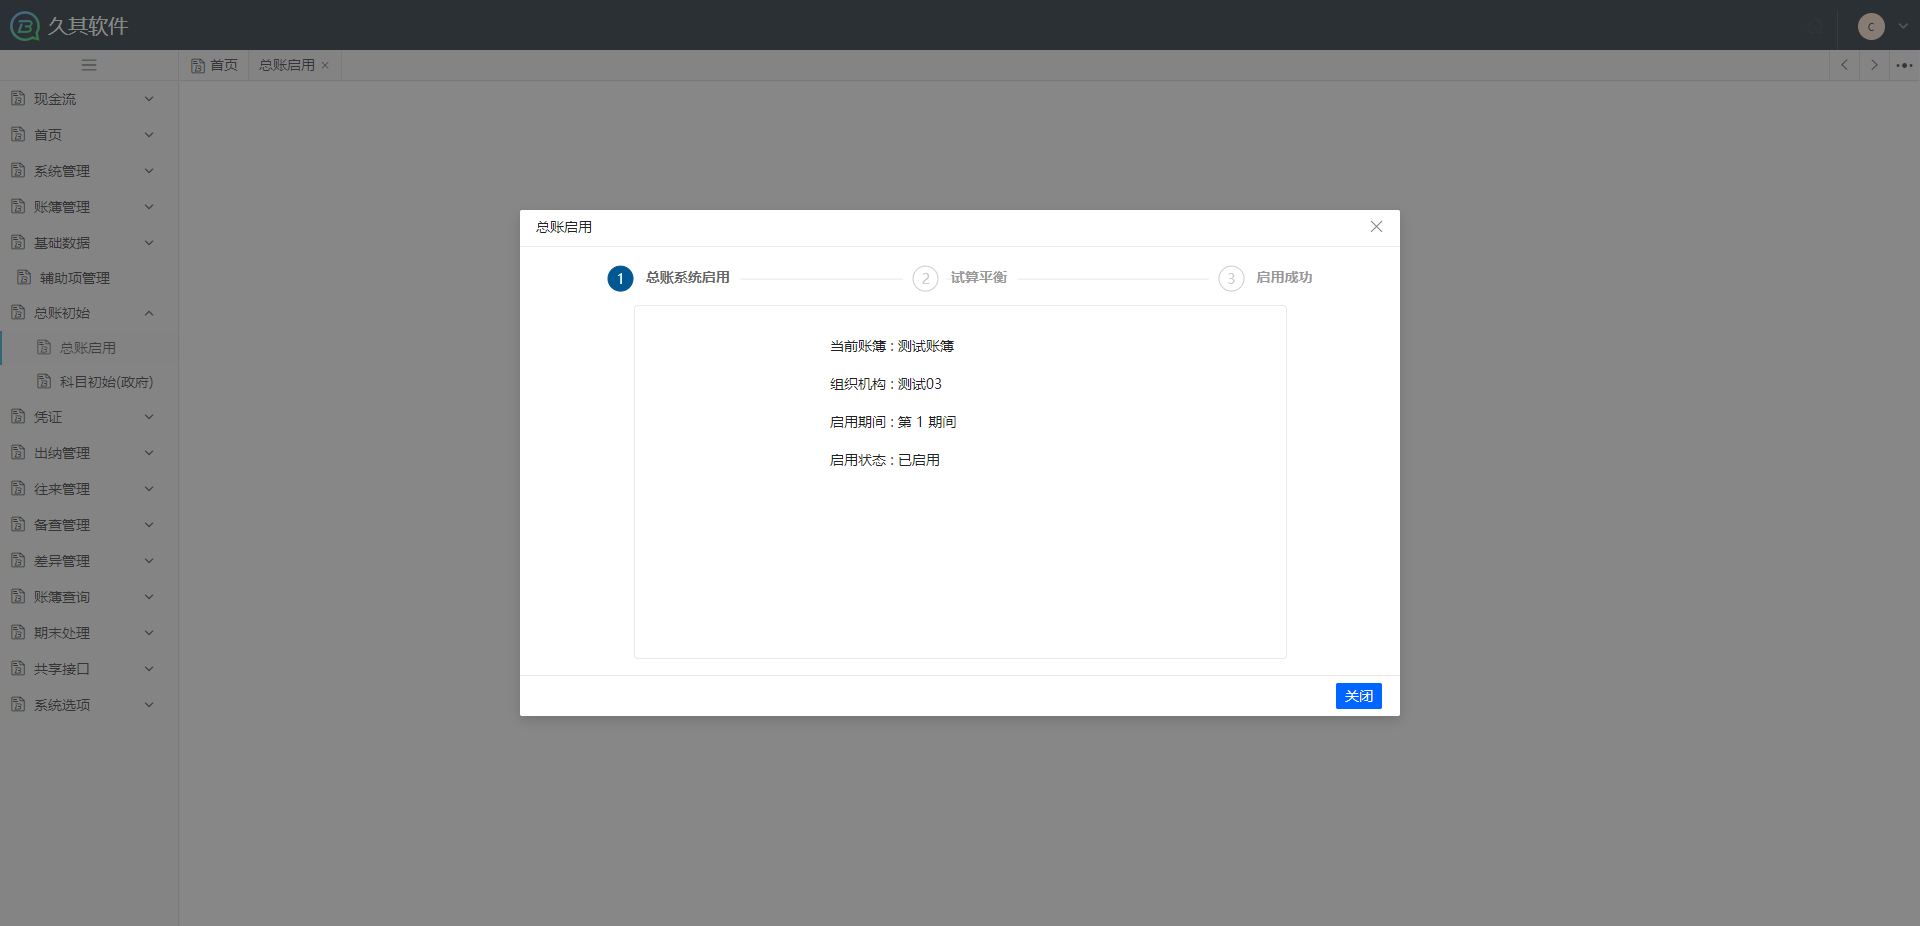 久其软件
C
首页
总账启用
现金流
首页
系统管理
账簿管理
基础数据
辅助项管理
总账初始
总账启用
科目初始(政府)
凭证
出纳管理
往来管理
备查管理
差异管理
账簿查询
期末处理
共享接口
系统选项
总账启用
1 总账系统启用
2 试算平衡
3 启用成功
当前账簿 : 测试账簿
组织机构 : 测试03
启用期间 : 第 1 期间
启用状态 : 已启用
关闭